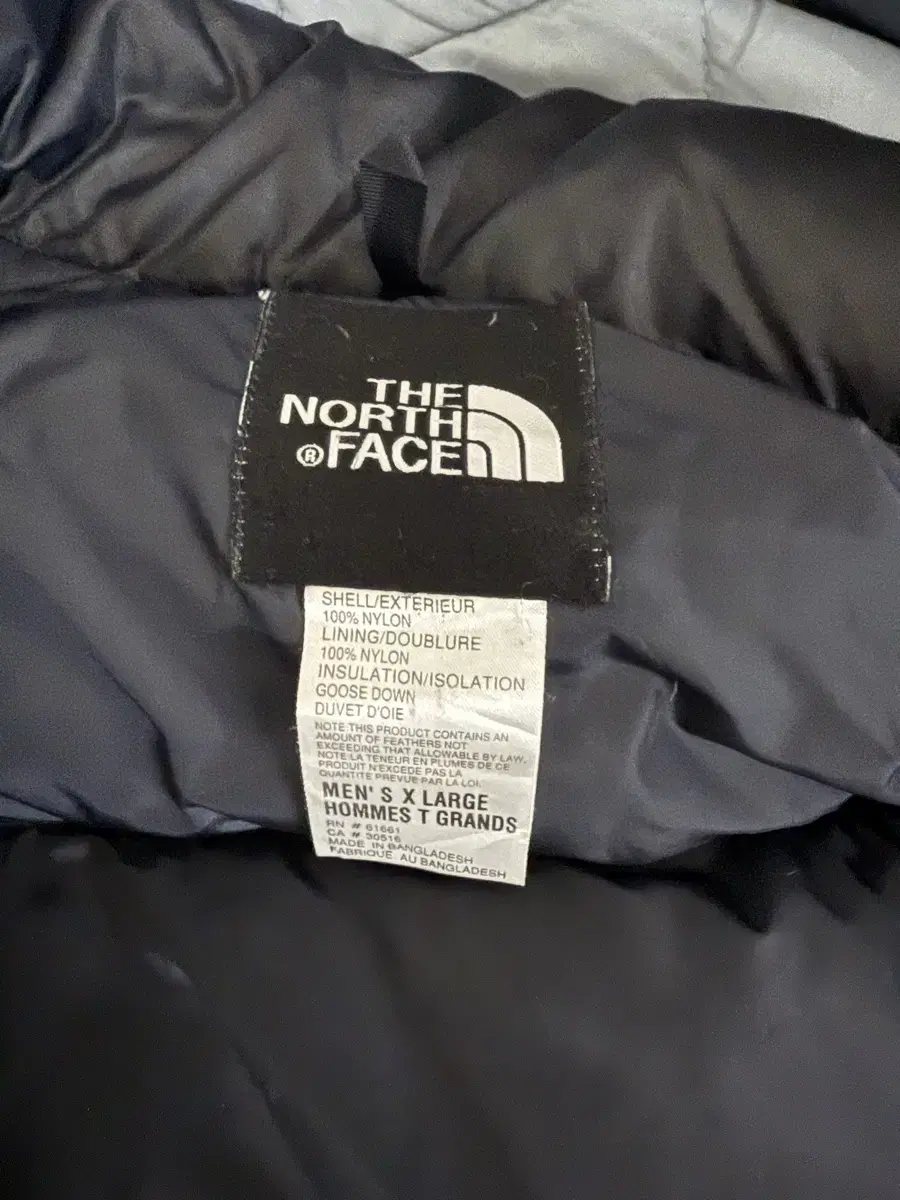 THE
NORTH
® FACE
SHELL/EXTERIEUR
100% NYLON
LINING/DOUBLURE
100% NYLON
INSULATION/ISOLATION
GOOSE DOWN
DUVET D'OIE
NOTE THIS PRODUCT CONTAINS AN
AMOUNT OF FEATHERS NOT
EXCEEDING THAT ALLOWABLE BY LAW.
NOTE·LA TENEUR EN PLUMES DE CE
PRODUIT N'EXCEDE PAS LA
QUANTITE PREVUE PAR LA LOI.
MEN' S X LARGE
HOMMES T GRANDS
RN # 61661
CA # 30516
MADE IN BANGLADESH
FABRIQUE AU BANGLADESH